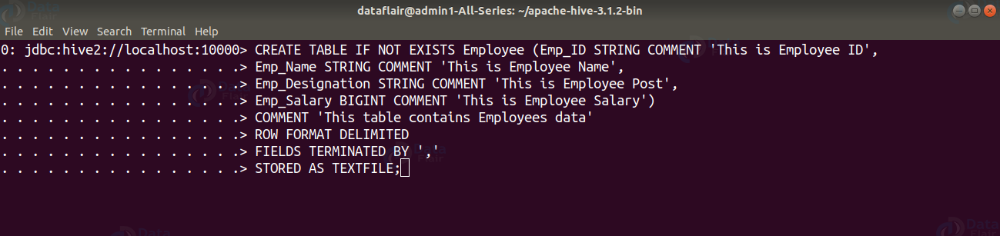 dataflair@admin1-All-Series: ~/apache-hive-3.1.2-bin
File Edit View Search Terminal Help
0: jdbc:hive2://localhost:10000> CREATE TABLE IF NOT EXISTS Employee (Emp_ID STRING COMMENT 'This is Employee ID',
. . . . . . . . . . . . . . . .> Emp_Name STRING COMMENT 'This is Employee Name',
. . . . . . . . . . . . . . . .> Emp_Designation STRING COMMENT 'This is Employee Post',
. . . . . . . . . . . . . . . .> Emp_Salary BIGINT COMMENT 'This is Employee Salary')
. . . . . . . . . . . . . . . .> COMMENT 'This table contains Employees data'
. . . . . . . . . . . . . . . .> ROW FORMAT DELIMITED
. . . . . . . . . . . . . . . .> FIELDS TERMINATED BY ','
. . . . . . . . . . . . . . . .> STORED AS TEXTFILE;
Data Flair